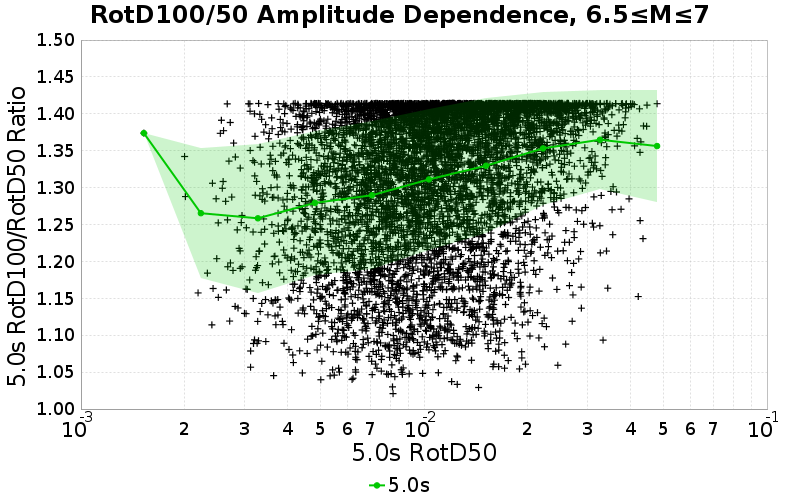 RotD100/50 Amplitude Dependence, 6.5≤M≤7
5.0s RotD100/RotD50 Ratio
1.50
1.45
1.40
1.35
1.30
1.25
1.20
1.15
1.10
1.05
1.00
10-3 2 3 4 5 6 7 10-2 2 3 4 5 6 7 10-1
5.0s RotD50
5.0s